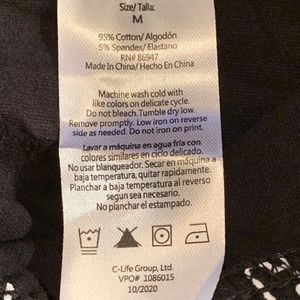 Size/ Talla:
M
95% Cotton/ Algodón
5% Spandex/ Elastano
RN# 86947
Made In China/ Hecho En China
Machine wash cold with
like colors on delicate cycle.
Do not bleach. Tumble dry low.
Remove promptly. Low iron on reverse
side as needed. Do not iron on print.
Lavar a máquina en agua fría con
colores similares en ciclo delicado.
No usar blanqueador. Secar en máquina a
baja temperatura, quitar rapidamente.
Planchar a baja temperatura al reverso
segun sea necesario.
No planchar el estampado.
C-Life Group, Ltd.
VPO# 1086015
10/2020